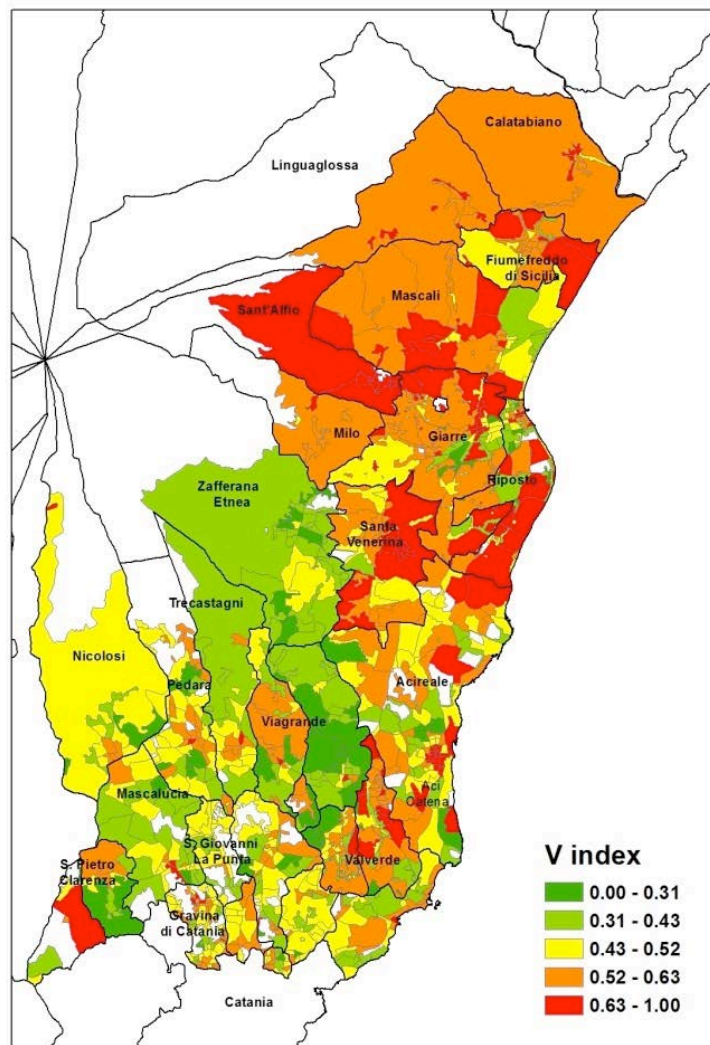 Calatabiano
Linguaglossa
Fiumefreddo
di Sicilia
Mascali
Sant'Alfio
Milo
Giarre
Zafferana
Etnea
Riposto
Santa
Venerina
Trecastagni
Nicolosi
Pedara
Acireale
Viagrande
Mascalucia
Aci
Catena
S. Giovanni
La Punta
S. Pietro
Clarenza
Valverde
Gravina
di Catania
Catania
V index
0.00 - 0.31
0.31 - 0.43
0.43 - 0.52
0.52 - 0.63
0.63 - 1.00